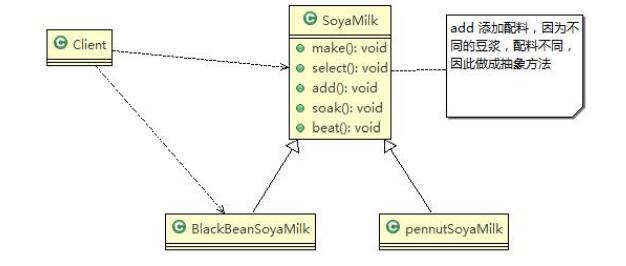 SoyaMilk
make(): void
select(): void
add(): void
soak(): void
beat(): void
Client
add 添加配料，因为不
同的豆浆，配料不同，
因此做成抽象方法
BlackBeanSoyaMilk
pennutSoyaMilk